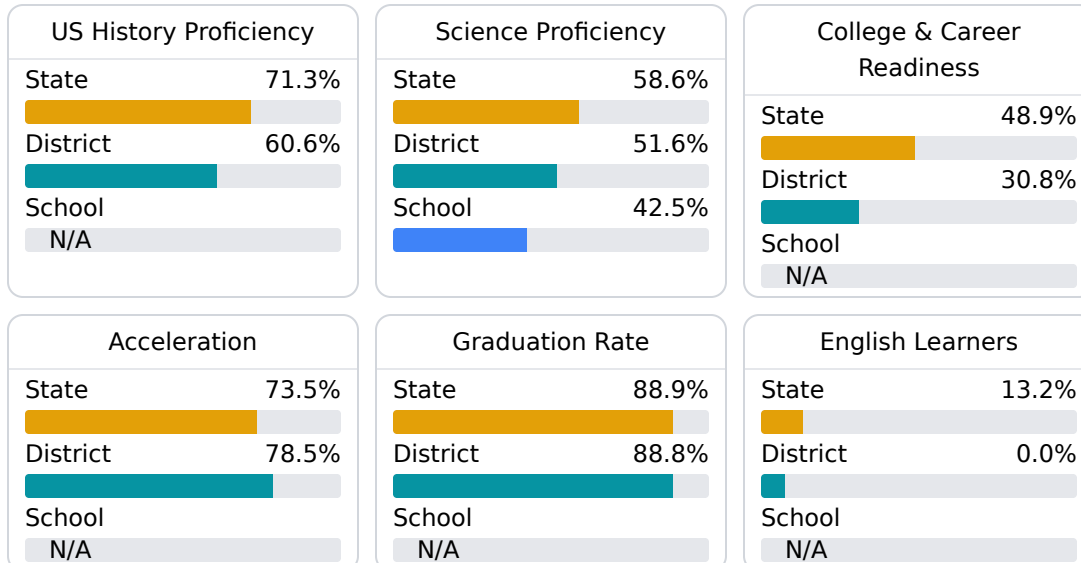 US History Proficiency
State 71.3%
District 60.6%
School
N/A
Science Proficiency
State 58.6%
District 51.6%
School 42.5%
College & Career
Readiness
State 48.9%
District 30.8%
School
N/A
Acceleration
State 73.5%
District 78.5%
School
N/A
Graduation Rate
State 88.9%
District 88.8%
School
N/A
English Learners
State 13.2%
District 0.0%
School
N/A